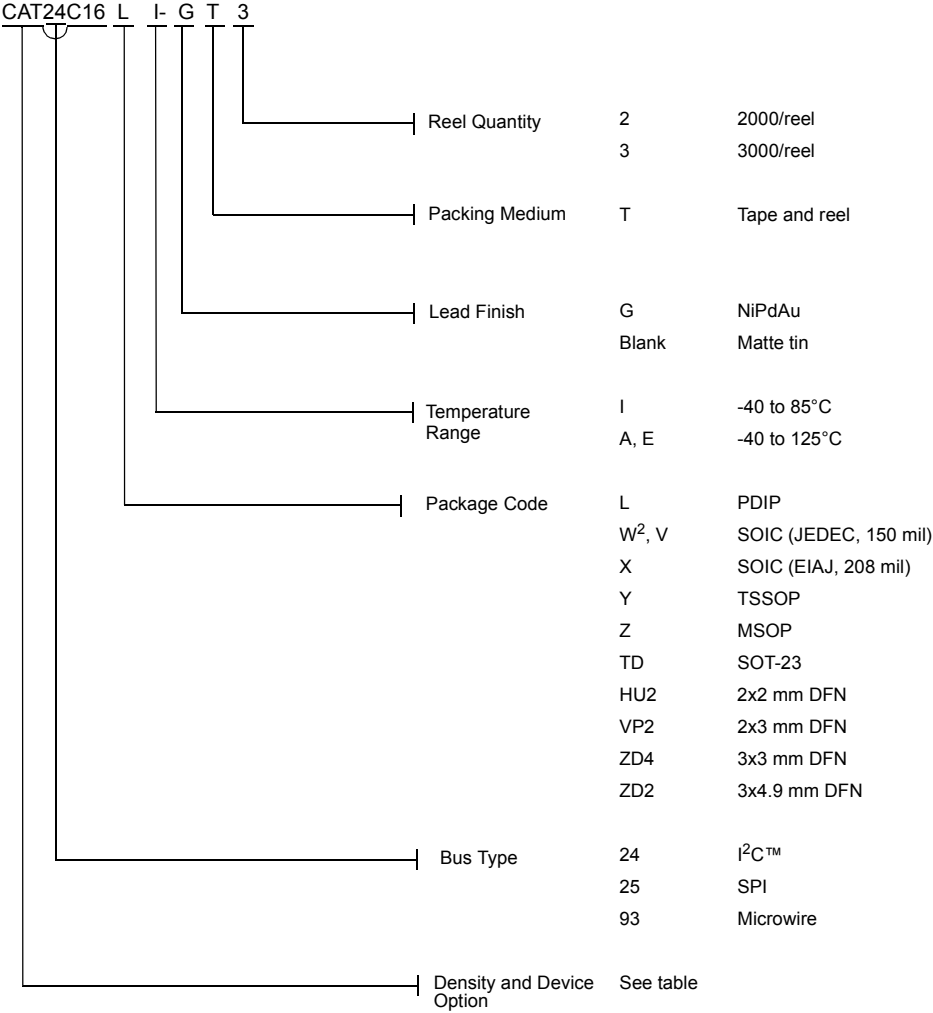 CAT24C16 L I- G T 3
Reel Quantity 2 2000/reel
3 3000/reel
Packing Medium T Tape and reel
Lead Finish G NiPdAu
Blank Matte tin
Temperature Range I -40 to 85°C
A, E -40 to 125°C
Package Code L PDIP
W², V SOIC (JEDEC, 150 mil)
X SOIC (EIAJ, 208 mil)
Y TSSOP
Z MSOP
TD SOT-23
HU2 2x2 mm DFN
VP2 2x3 mm DFN
ZD4 3x3 mm DFN
ZD2 3x4.9 mm DFN
Bus Type 24 I²C™
25 SPI
93 Microwire
Density and Device Option See table